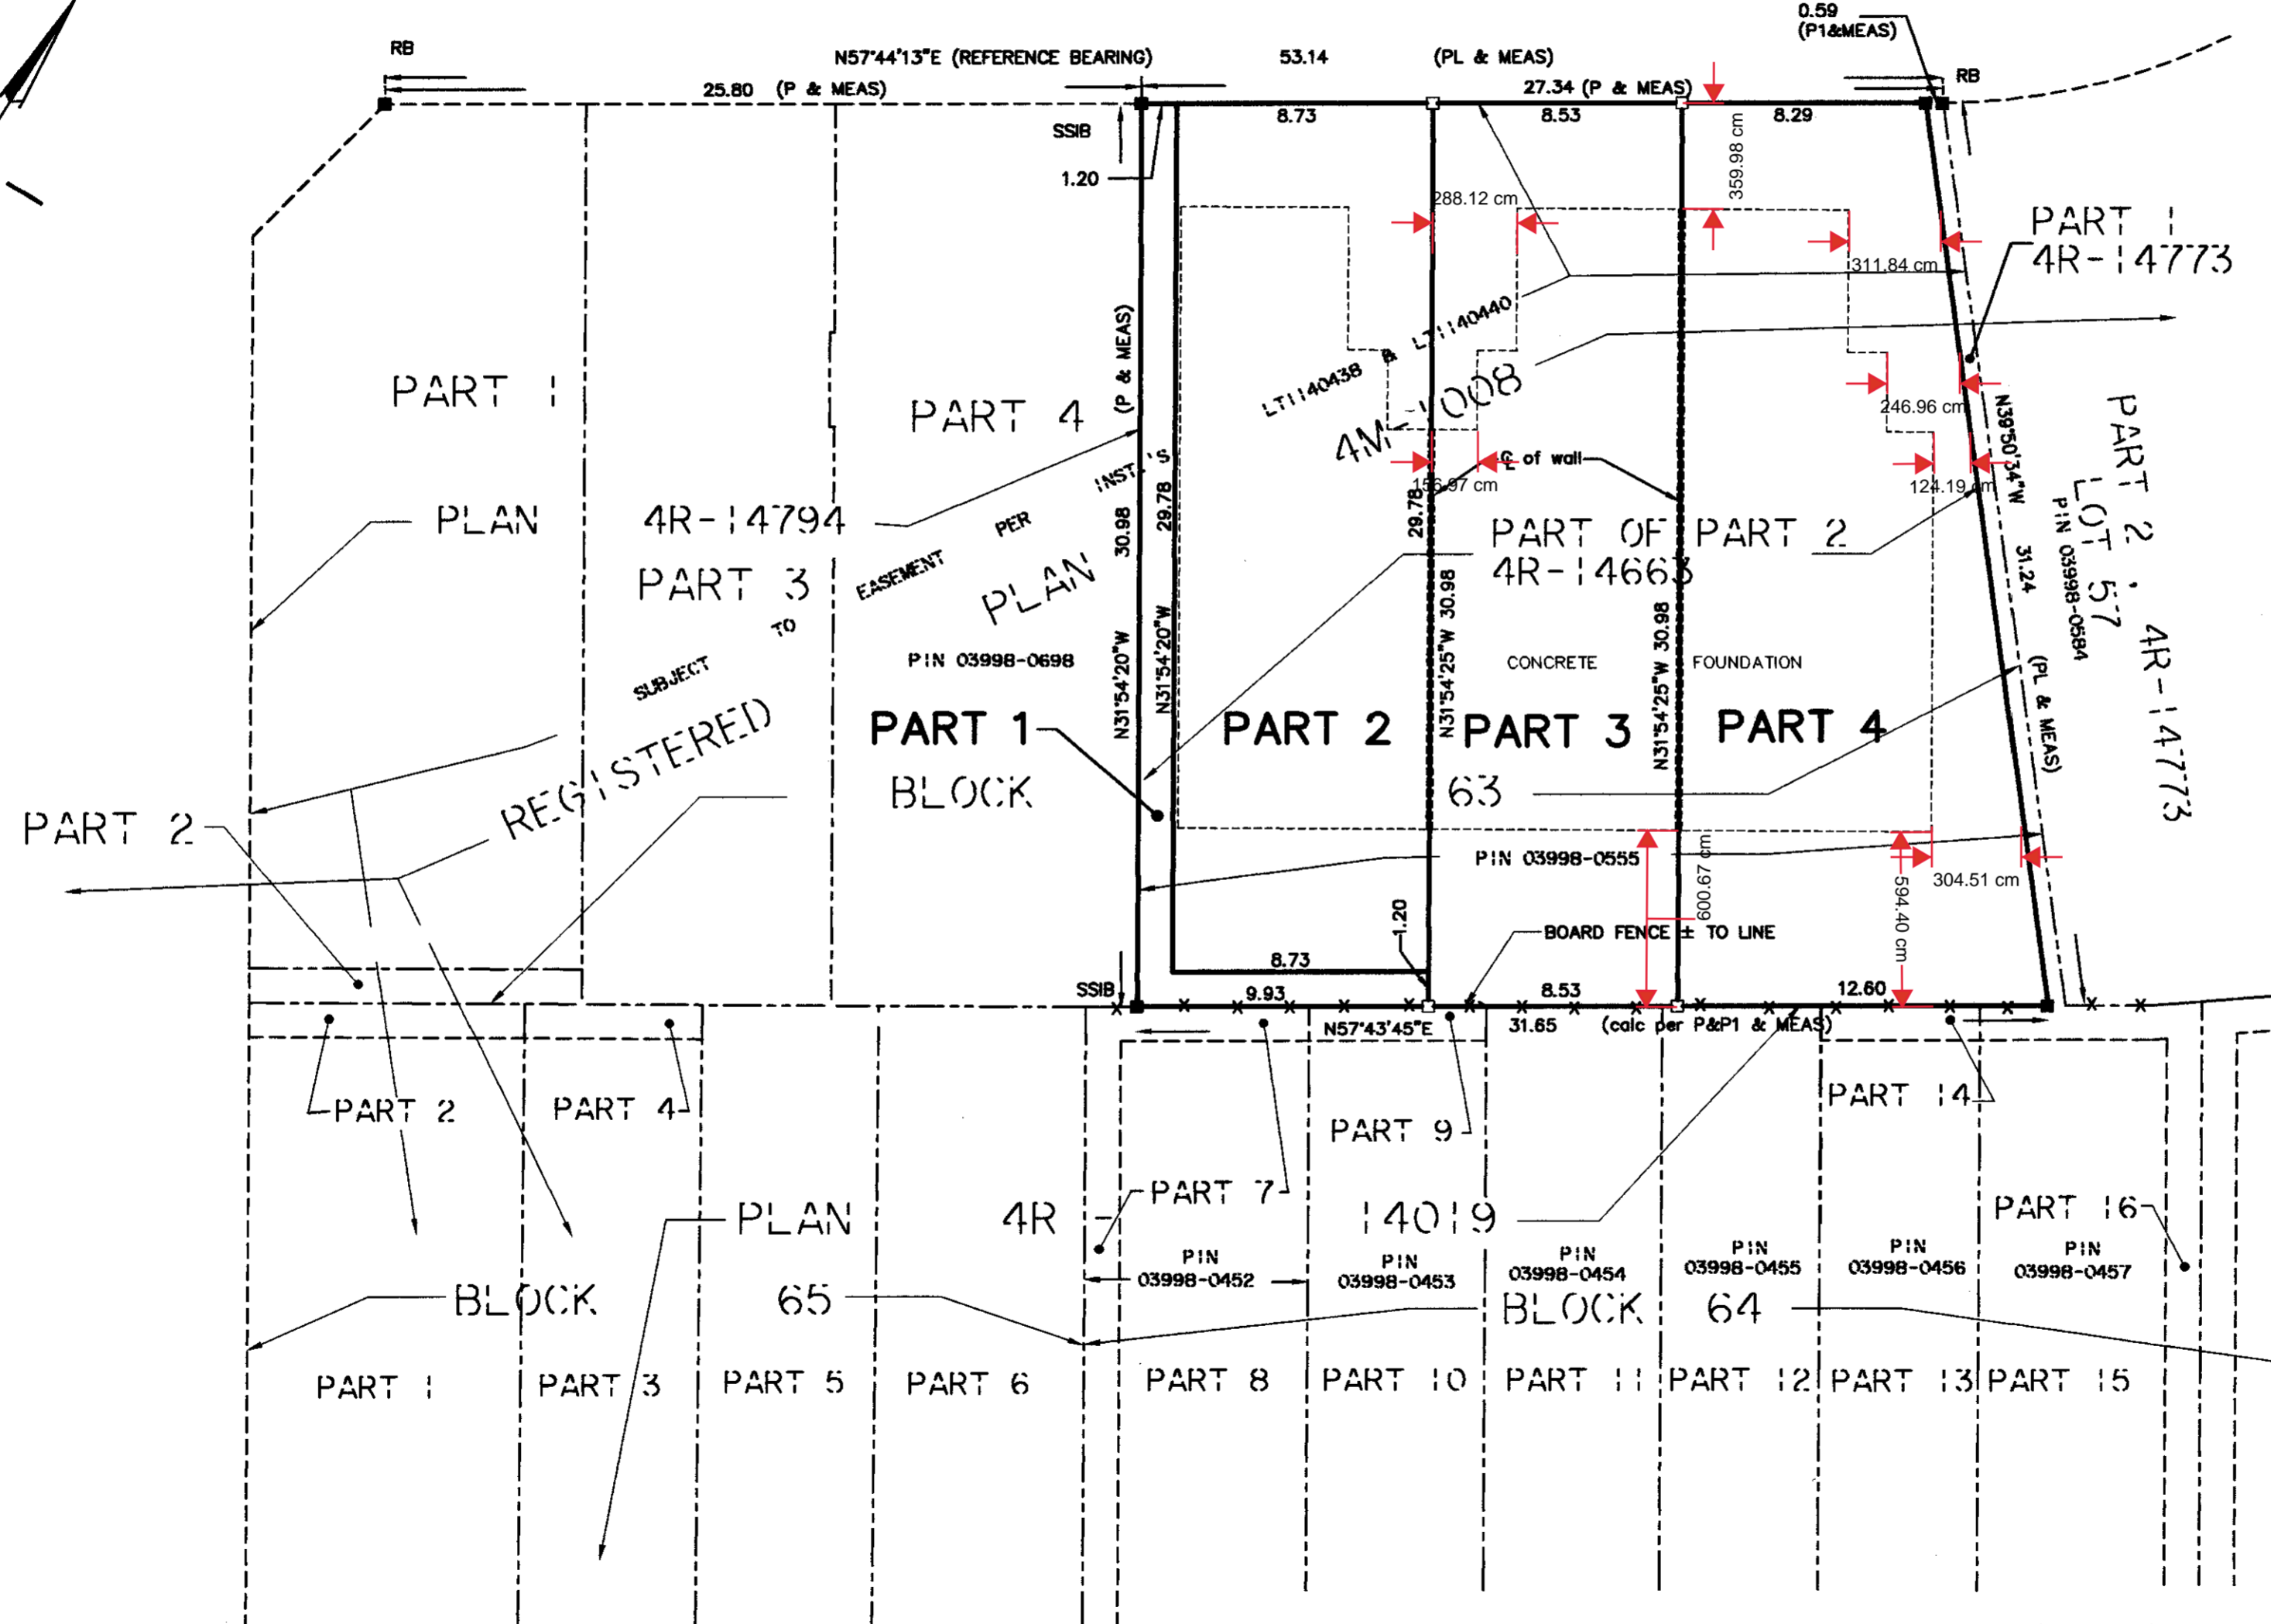 0.59
(P1&MEAS)
RB
N57°44'13"E (REFERENCE BEARING)
53.14
(PL & MEAS)
RB
25.80 (P & MEAS)
27.34 (P & MEAS)
SSIB
8.73
8.53
8.29
359.98 cm
1.20
288.12 cm
PART 1
4R-14773
311.84 cm
LT1140438 & LT1140440
4M-1008
PART 1
PART 4
(P & MEAS)
246.96 cm
N39°50'34"W 31.24 (PL & MEAS)
PART 2, 4R-14773
LOT 57
PIN 03998-0584
℄ of wall
156.97 cm
124.19 cm
PLAN
4R-14794
PART 3
SUBJECT TO EASEMENT PER INST.'S
REGISTERED PLAN
N31°54'20"W 30.98
N31°54'20"W 29.78
29.78
PART OF PART 2
4R-14663
N31°54'25"W 30.98
N31°54'25"W 30.98
PIN 03998-0698
CONCRETE FOUNDATION
PART 1
PART 2
PART 3
PART 4
BLOCK
63
PART 2
PIN 03998-0555
600.67 cm
594.40 cm
304.51 cm
1.20
BOARD FENCE ± TO LINE
8.73
SSIB
9.93
8.53
12.60
N57°43'45"E
31.65
(calc per P&P1 & MEAS)
PART 2
PART 4
PART 9
PART 14
PART 7
PLAN
4R -
14019
PART 16
PIN
03998-0452
PIN
03998-0453
PIN
03998-0454
PIN
03998-0455
PIN
03998-0456
PIN
03998-0457
BLOCK
65
BLOCK
64
PART 1
PART 3
PART 5
PART 6
PART 8
PART 10
PART 11
PART 12
PART 13
PART 15